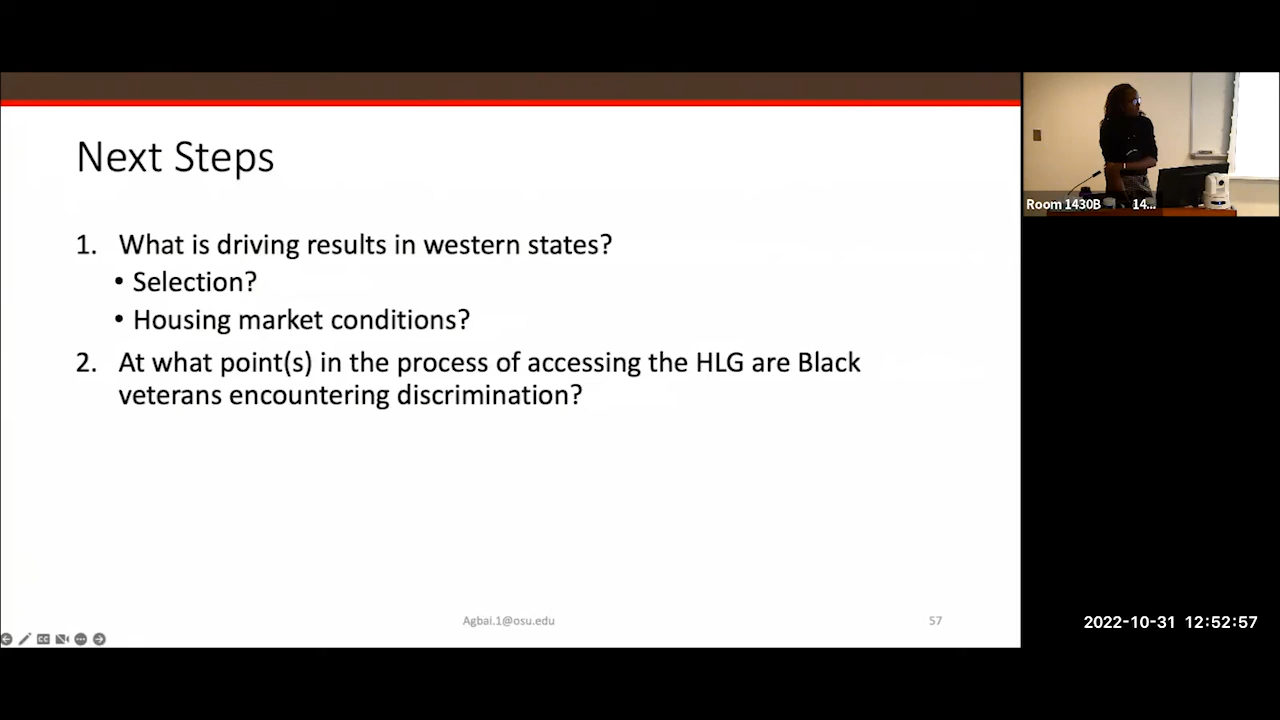 Next Steps
1. What is driving results in western states?
• Selection?
• Housing market conditions?
2. At what point(s) in the process of accessing the HLG are Black
veterans encountering discrimination?
Agbai.1@osu.edu
57
Room 1430B 14...
CC
2022-10-31 12:52:57